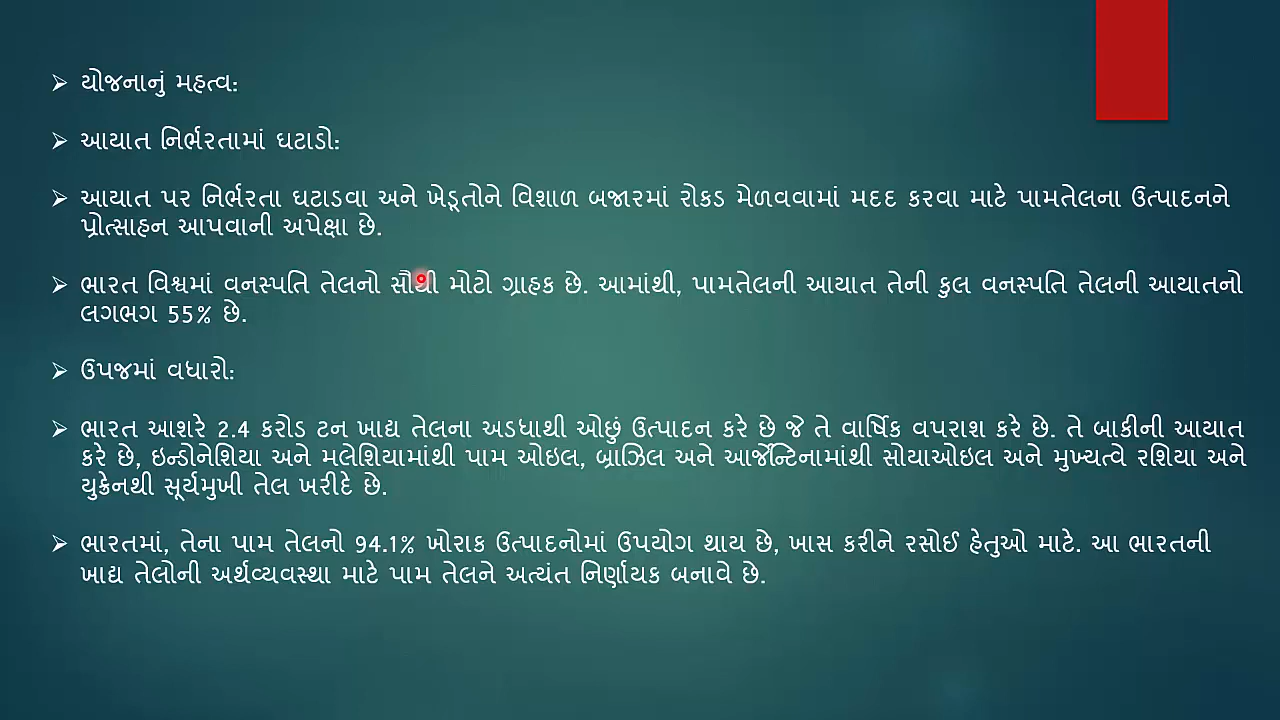 યોજનાનું મહત્વ:
આયાત નિર્ભરતામાં ઘટાડો:
આયાત પર નિર્ભરતા ઘટાડવા અને ખેડૂતોને વિશાળ બજારમાં રોકડ મેળવવામાં મદદ કરવા માટે પામતેલના ઉત્પાદનને
પ્રોત્સાહન આપવાની અપેક્ષા છે.
ભારત વિશ્વમાં વનસ્પતિ તેલનો સૌથી મોટો ગ્રાહક છે. આમાંથી, પામતેલની આયાત તેની કુલ વનસ્પતિ તેલની આયાતનો
લગભગ 55% છે.
ઉપજમાં વધારો:
ભારત આશરે 2.4 કરોડ ટન ખાદ્ય તેલના અડધાથી ઓછું ઉત્પાદન કરે છે જે તે વાર્ષિક વપરાશ કરે છે. તે બાકીની આયાત
કરે છે, ઇન્ડોનેશિયા અને મલેશિયામાંથી પામ ઓઇલ, બ્રાઝિલ અને આર્જેન્ટિનામાંથી સોયાઓઇલ અને મુખ્યત્વે રશિયા અને
યુક્રેનથી સૂર્યમુખી તેલ ખરીદે છે.
ભારતમાં, તેના પામ તેલનો 94.1% ખોરાક ઉત્પાદનોમાં ઉપયોગ થાય છે, ખાસ કરીને રસોઈ હેતુઓ માટે. આ ભારતની
ખાદ્ય તેલોની અર્થવ્યવસ્થા માટે પામ તેલને અત્યંત નિર્ણાયક બનાવે છે.